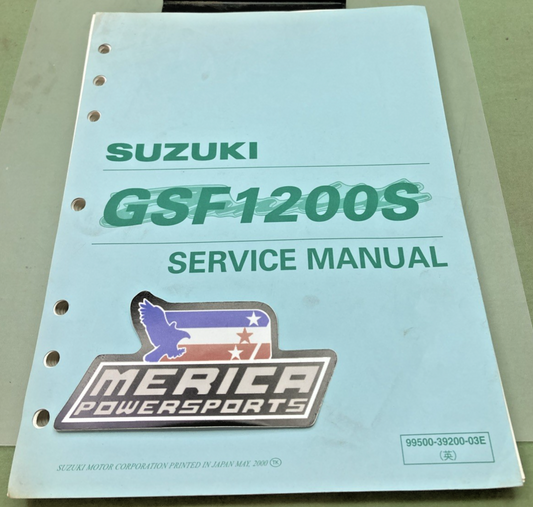 SUZUKI
GSF1200S
SERVICE MANUAL
MERICA
POWERSPORTS
99500-39200-03E
(英)
SUZUKI MOTOR CORPORATION PRINTED IN JAPAN MAY, 2000